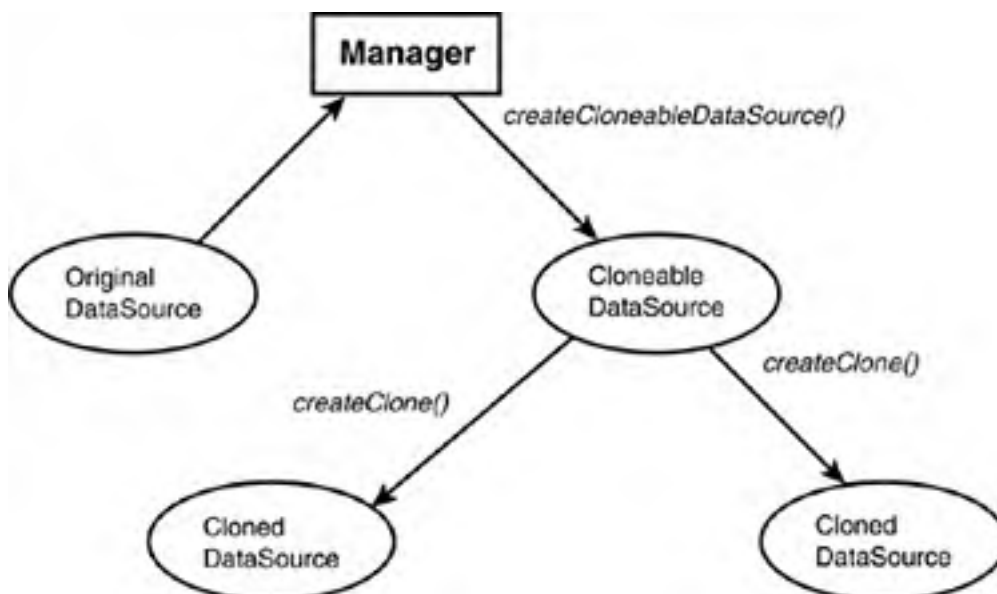 Manager
createCloneableDataSource()
Original
DataSource
Cloneable
DataSource
createClone()
createClone()
Cloned
DataSource
Cloned
DataSource